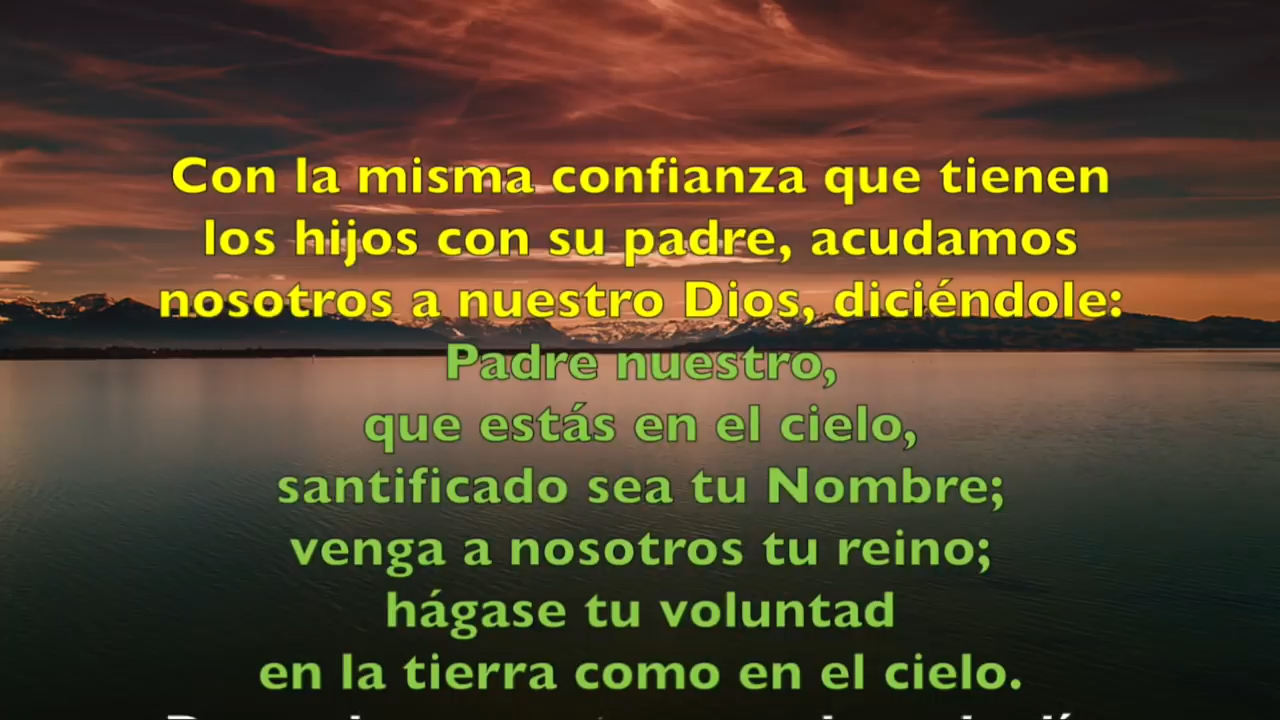 Con la misma confianza que tienen
los hijos con su padre, acudamos
nosotros a nuestro Dios, diciéndole:
Padre nuestro,
que estás en el cielo,
santificado sea tu Nombre;
venga a nosotros tu reino;
hágase tu voluntad
en la tierra como en el cielo.